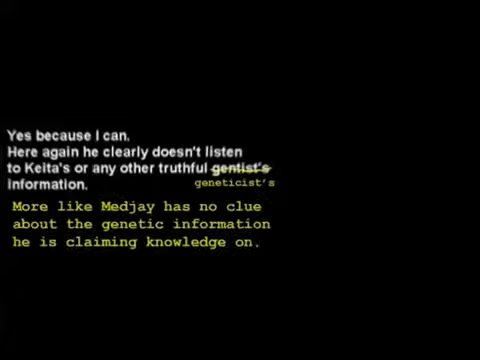 Yes because I can.
Here again he clearly doesn't listen
to Keita's or any other truthful gentist's
information.
geneticist's
More like Medjay has no clue
about the genetic information
he is claiming knowledge on.